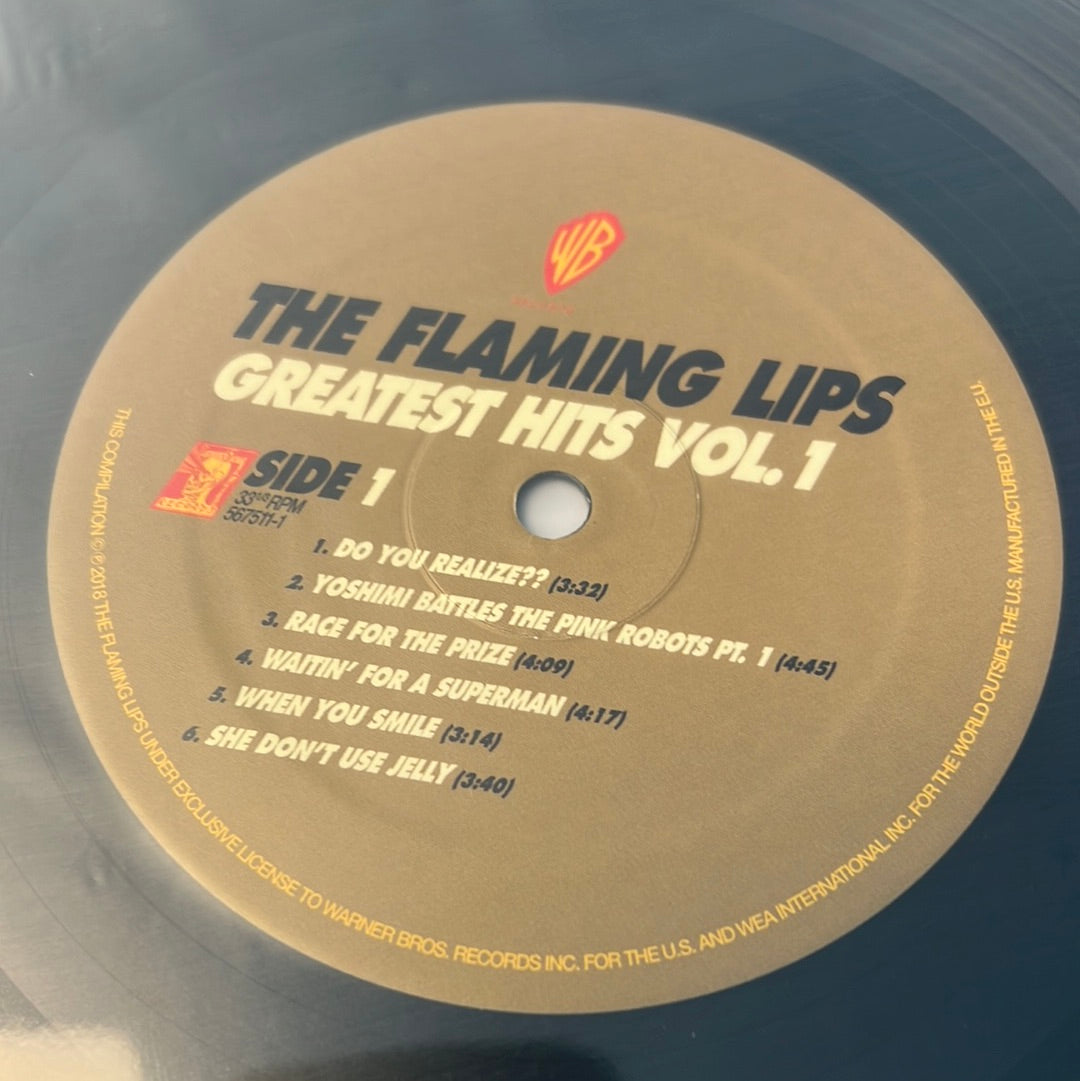 WB
THE FLAMING LIPS
GREATEST HITS VOL. 1
SIDE 1
33⅓ RPM
567511-1
1. DO YOU REALIZE?? (3:32)
2. YOSHIMI BATTLES THE PINK ROBOTS PT. 1 (4:45)
3. RACE FOR THE PRIZE (4:09)
4. WAITIN' FOR A SUPERMAN (4:17)
5. WHEN YOU SMILE (3:14)
6. SHE DON'T USE JELLY (3:40)
THIS COMPILATION © ℗ 2018 THE FLAMING LIPS UNDER EXCLUSIVE LICENSE TO WARNER BROS. RECORDS INC. FOR THE U.S. AND WEA INTERNATIONAL INC. FOR THE WORLD OUTSIDE THE U.S. MANUFACTURED IN THE E.U.